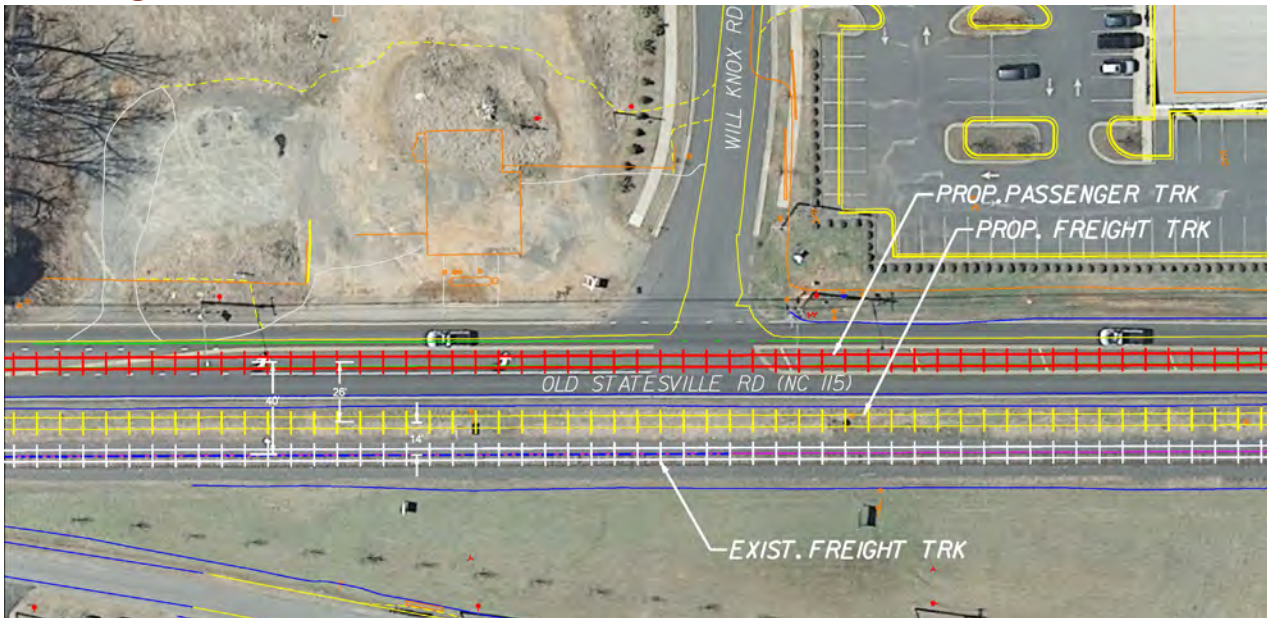 WILL KNOX RD
PROP. PASSENGER TRK
PROP. FREIGHT TRK
OLD STATESVILLE RD (NC 115)
40'
26'
14'
EXIST. FREIGHT TRK